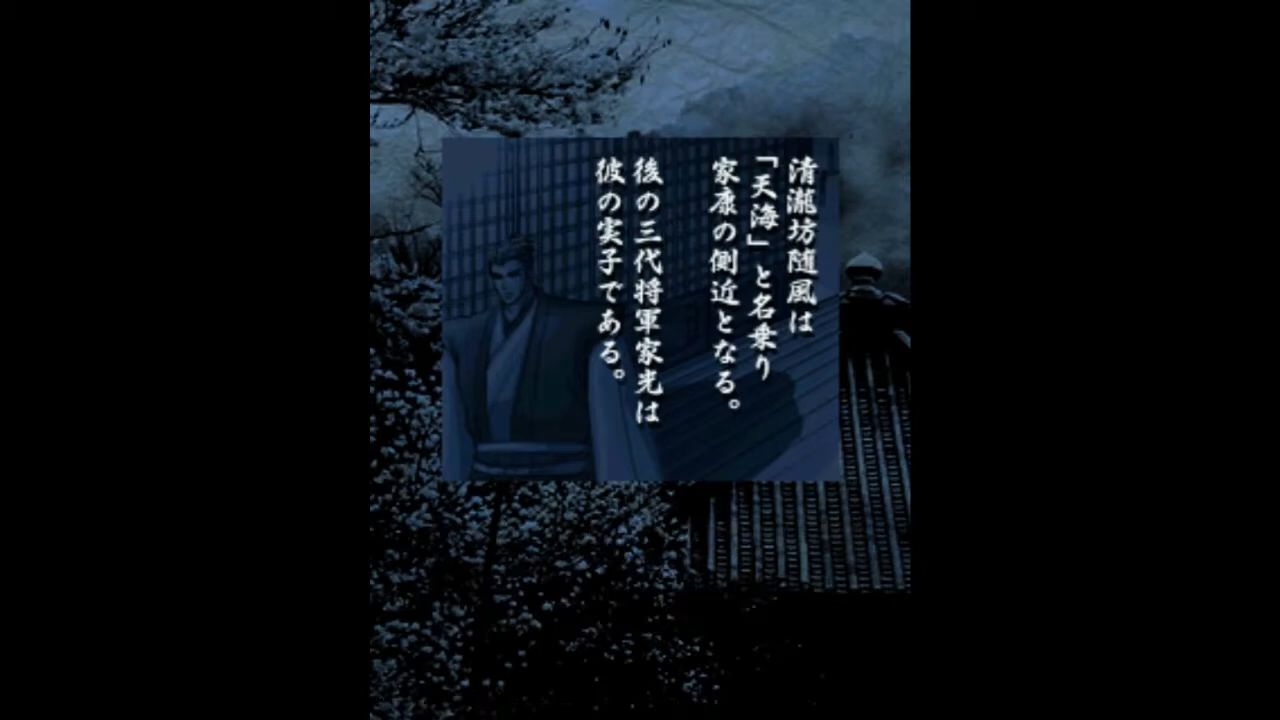 清瀧坊随風は
「天海」と名乗り
家康の側近となる。
後の三代将軍家光は
彼の実子である。